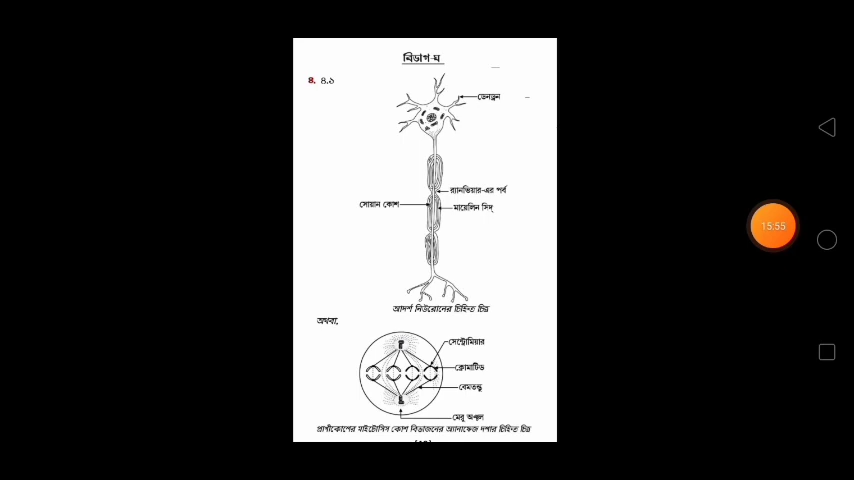 বিভাগ-ঘ
৪. ৪.১
ডেনড্রন
র‍্যানভিয়ার-এর পর্ব
সোয়ান কোশ
মায়েলিন সিদ্
আদর্শ নিউরোনের চিহ্নিত চিত্র
অথবা,
সেন্ট্রোমিয়ার
ক্রোমাটিড
বেমতন্তু
মেরু অঞ্চল
প্রাণীকোশের মাইটোসিস কোশ বিভাজনের অ্যানাফেজ দশার চিহ্নিত চিত্র
15:55